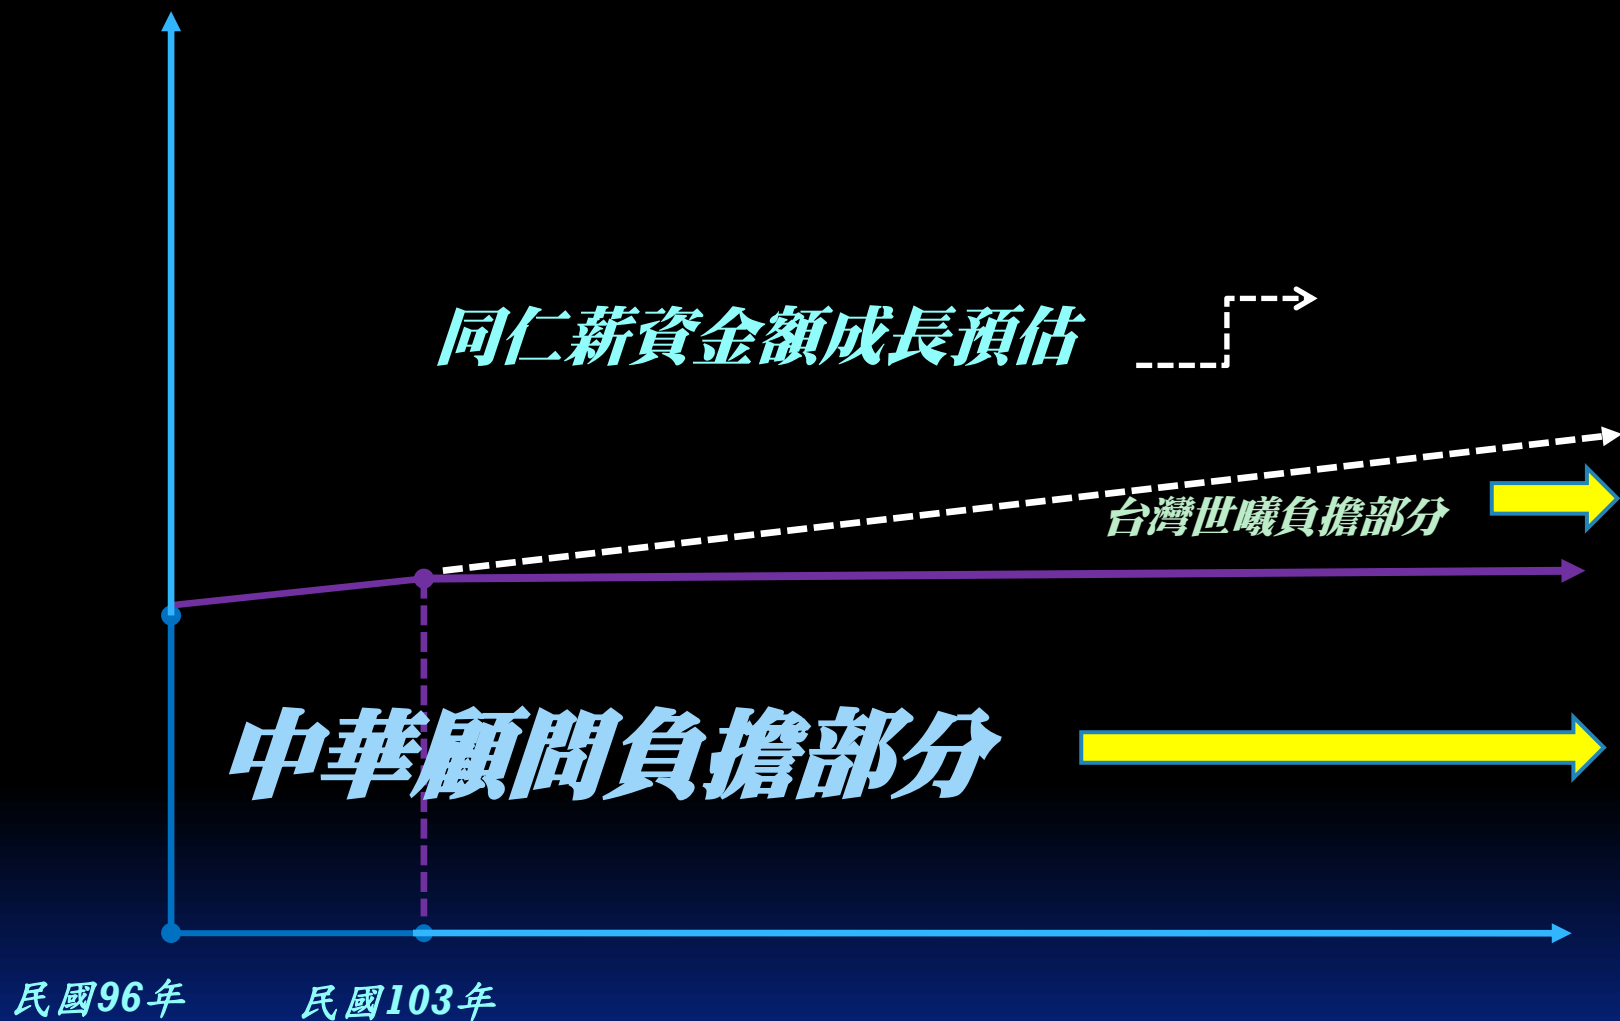 同仁薪資金額成長預估
台灣世曦負擔部分
中華顧問負擔部分
民國96年
民國103年